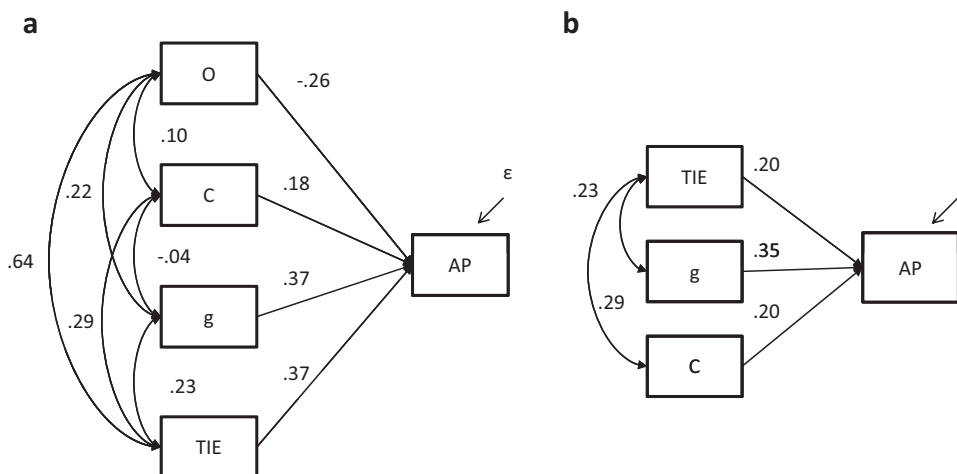 a
O
-.26
.10
.22
C
.18
ε
-.04
AP
.64
.37
.29
g
.23
.37
TIE
b
TIE
.20
.23
g
.35
AP
.29
.20
C